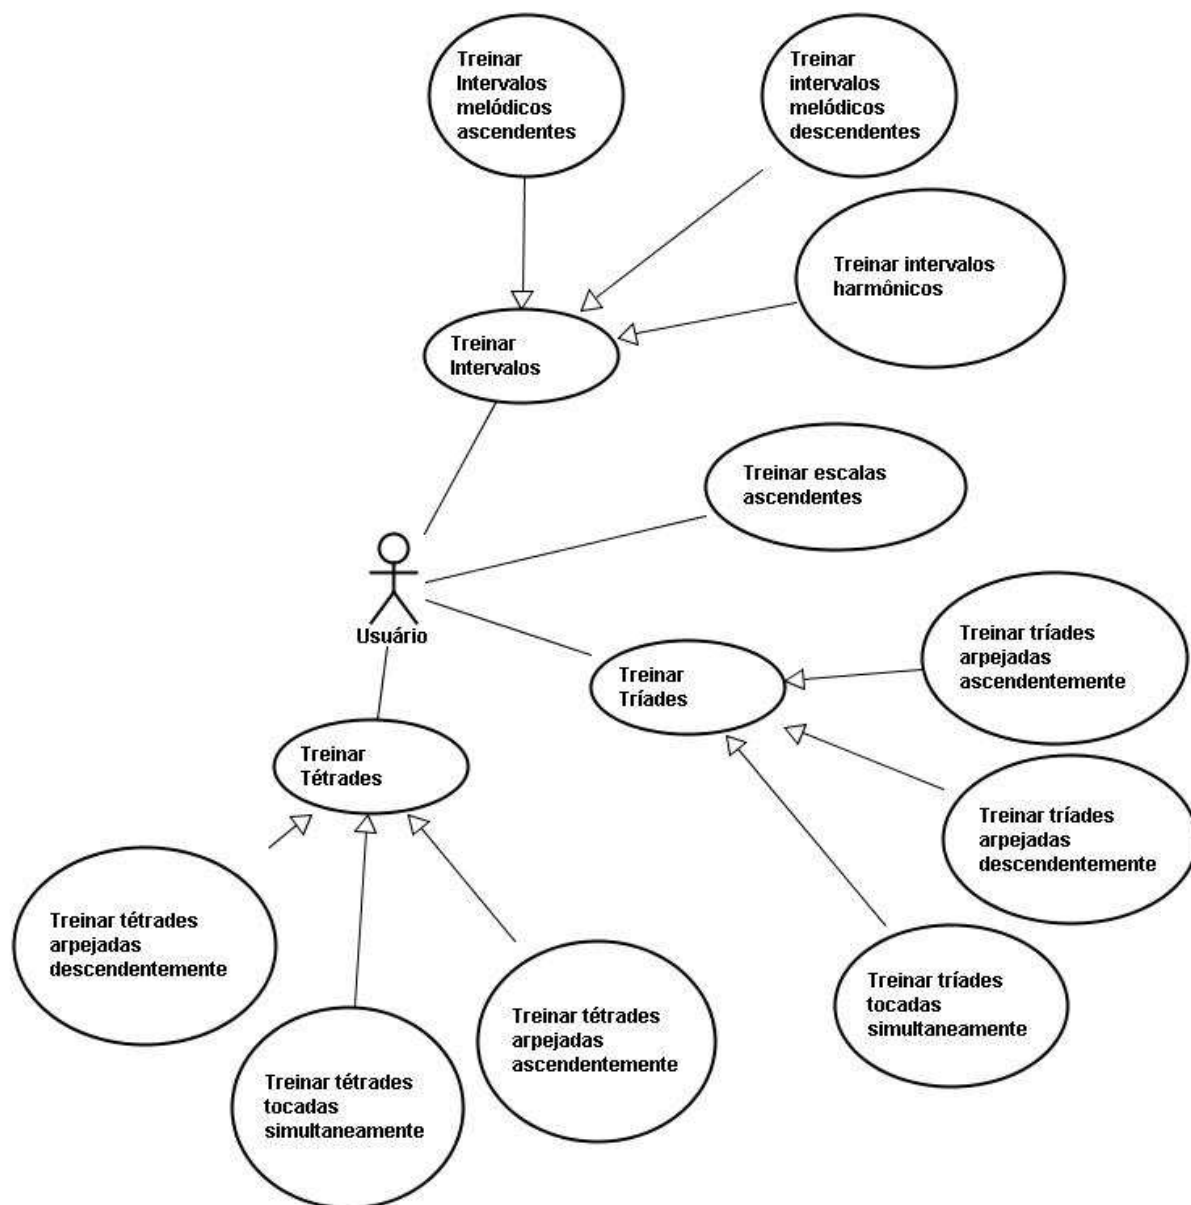 Treinar
Intervalos
melódicos
ascendentes
Treinar
intervalos
melódicos
descendentes
Treinar intervalos
harmônicos
Treinar
Intervalos
Treinar escalas
ascendentes
Usuário
Treinar tríades
arpejadas
ascendentemente
Treinar
Tríades
Treinar
Tétrades
Treinar tríades
arpejadas
descendentemente
Treinar tétrades
arpejadas
descendentemente
Treinar tríades
tocadas
simultaneamente
Treinar tétrades
arpejadas
ascendentemente
Treinar tétrades
tocadas
simultaneamente